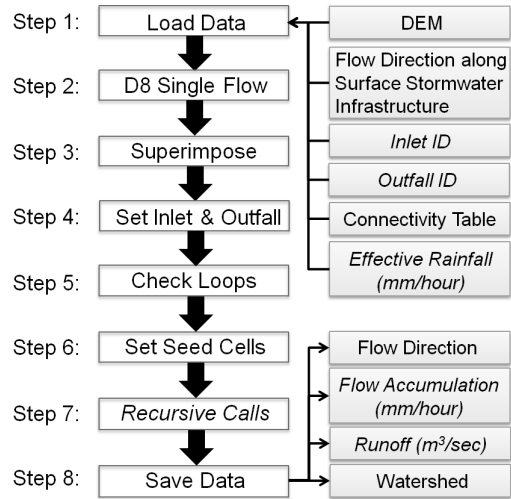 Step 1:
Load Data
Step 2:
D8 Single Flow
Step 3:
Superimpose
Step 4:
Set Inlet & Outfall
Step 5:
Check Loops
Step 6:
Set Seed Cells
Step 7:
Recursive Calls
Step 8:
Save Data
DEM
Flow Direction along
Surface Stormwater
Infrastructure
Inlet ID
Outfall ID
Connectivity Table
Effective Rainfall
(mm/hour)
Flow Direction
Flow Accumulation
(mm/hour)
Runoff (m³/sec)
Watershed